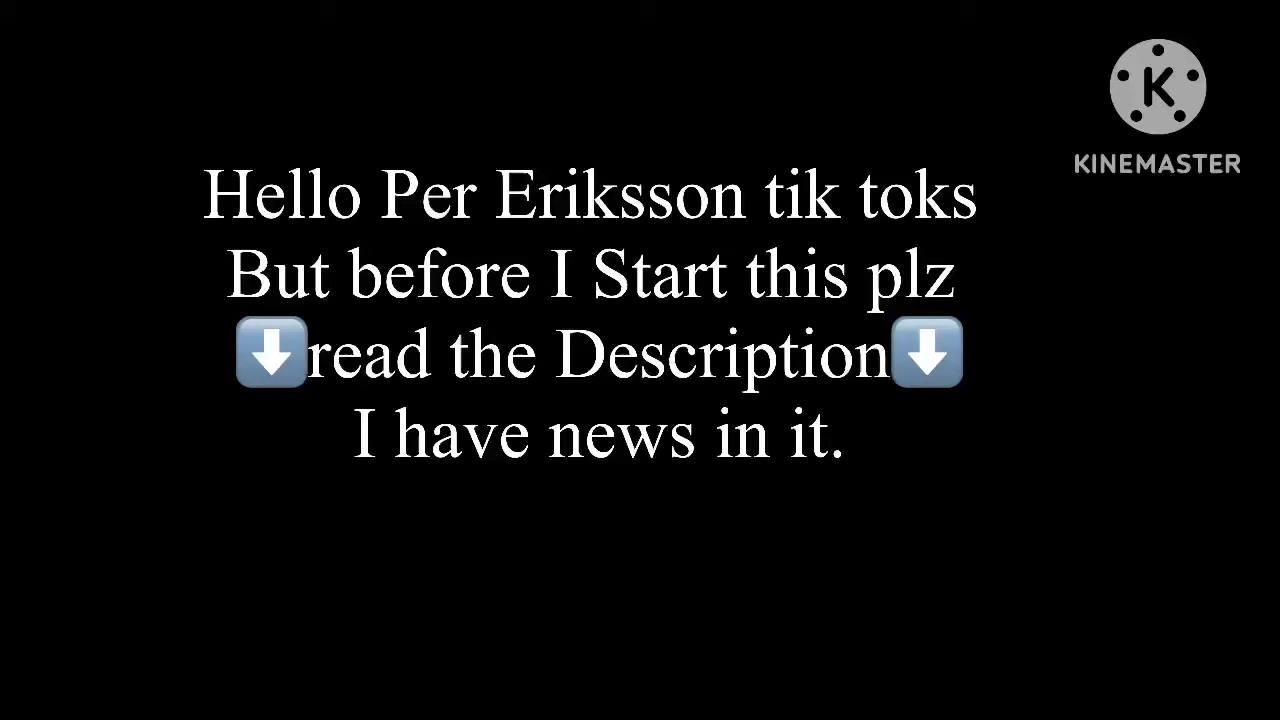 K
KINEMASTER
Hello Per Eriksson tik toks
But before I Start this plz
⬇️read the Description⬇️
I have news in it.